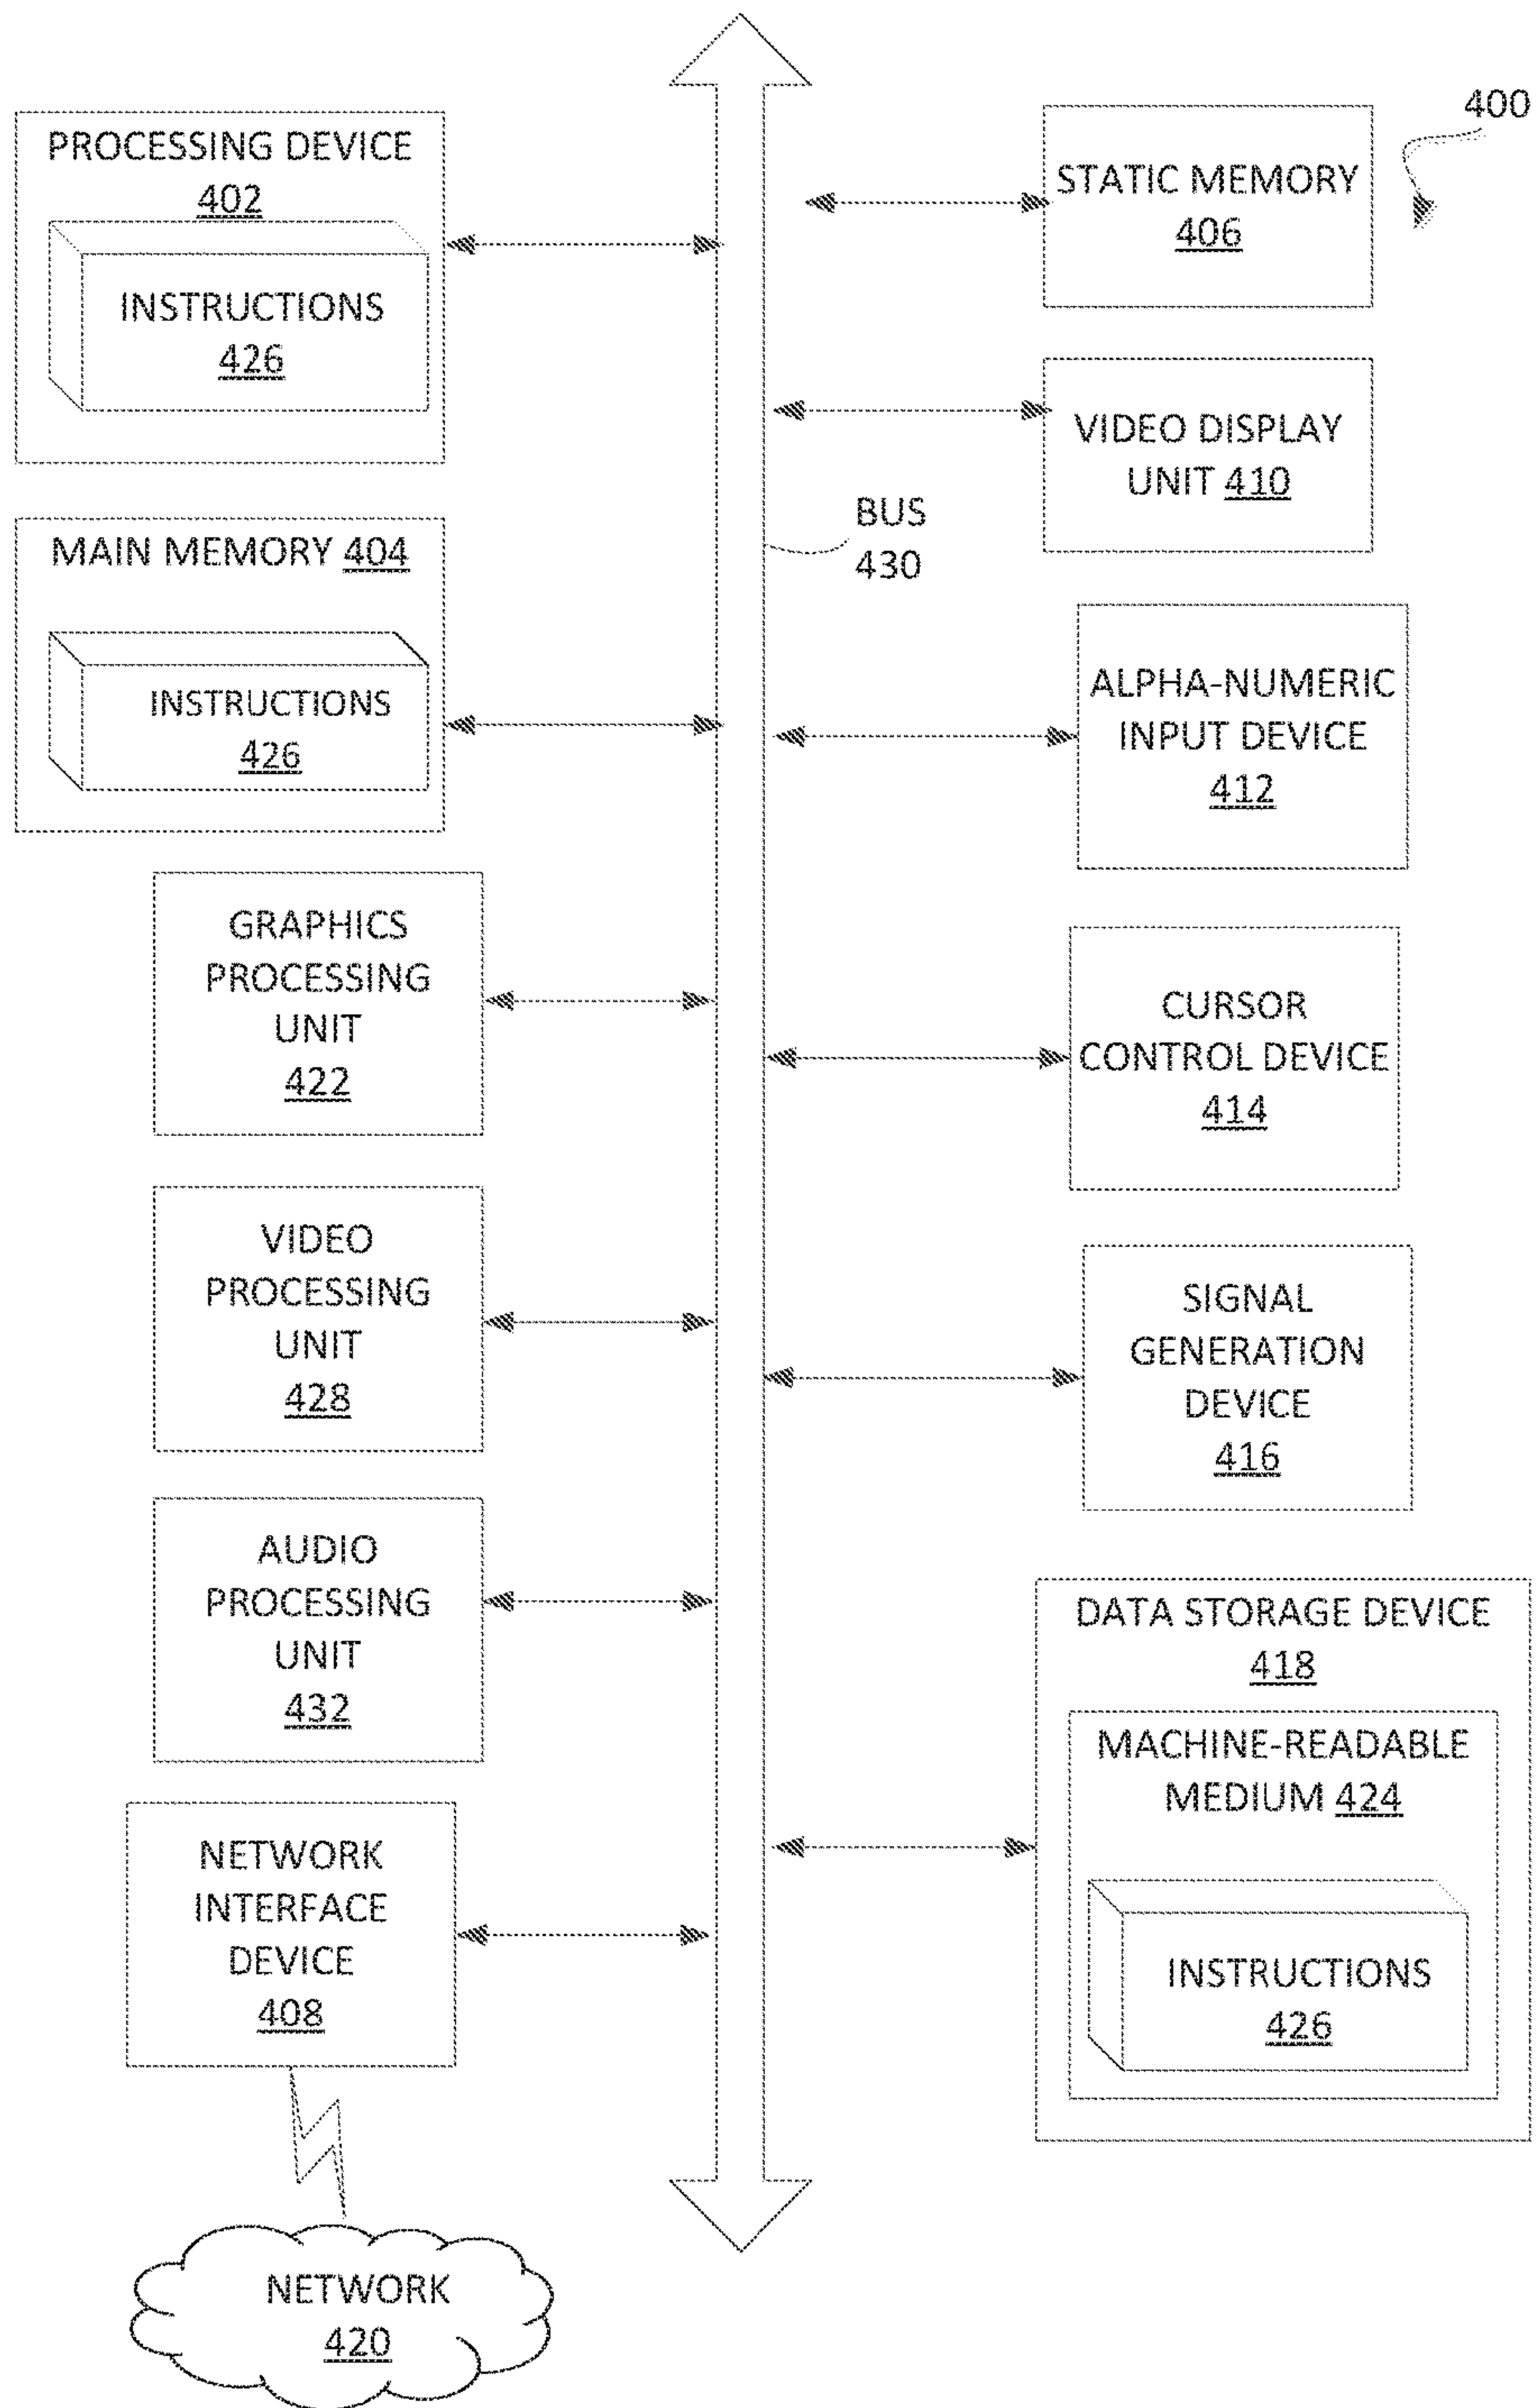 400
PROCESSING DEVICE
402
INSTRUCTIONS
426
MAIN MEMORY 404
INSTRUCTIONS
426
GRAPHICS
PROCESSING
UNIT
422
VIDEO
PROCESSING
UNIT
428
AUDIO
PROCESSING
UNIT
432
NETWORK
INTERFACE
DEVICE
408
NETWORK
420
BUS
430
STATIC MEMORY
406
VIDEO DISPLAY
UNIT 410
ALPHA-NUMERIC
INPUT DEVICE
412
CURSOR
CONTROL DEVICE
414
SIGNAL
GENERATION
DEVICE
416
DATA STORAGE DEVICE
418
MACHINE-READABLE
MEDIUM 424
INSTRUCTIONS
426